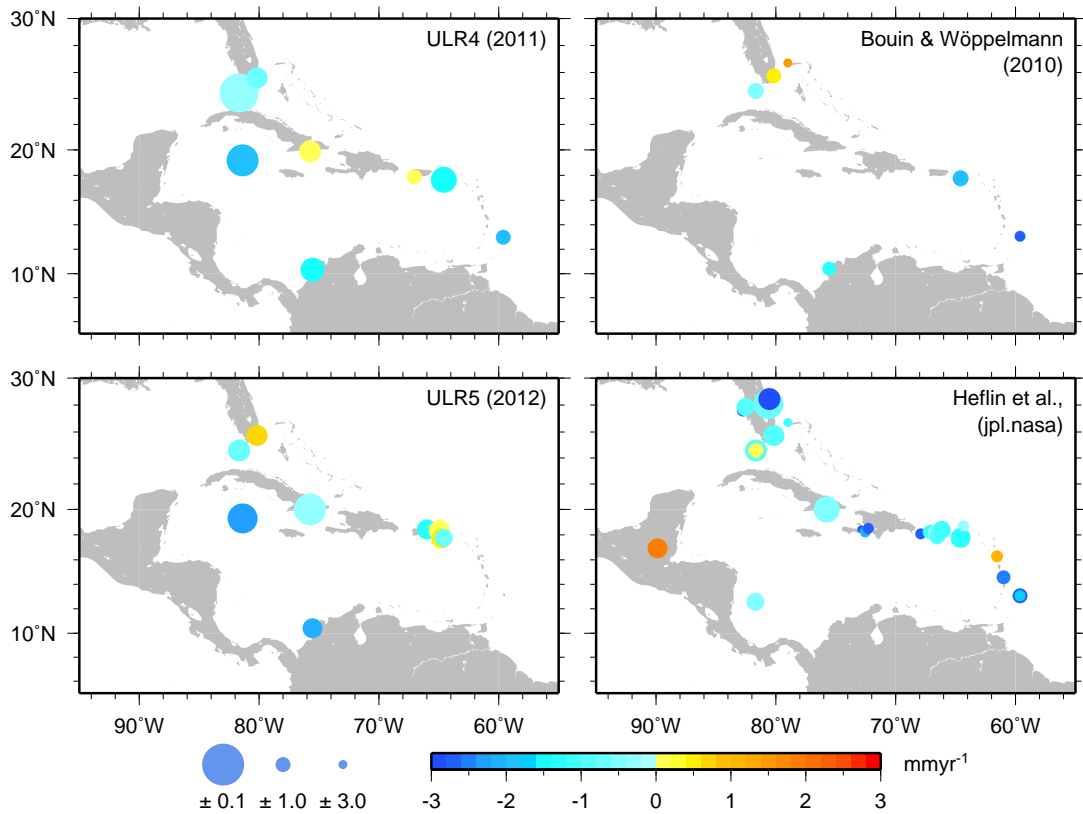 30˚N
ULR4 (2011)
Bouin & Wöppelmann
(2010)
20˚N
10˚N
30˚N
ULR5 (2012)
Heflin et al.,
(jpl.nasa)
20˚N
10˚N
90˚W 80˚W 70˚W 60˚W 90˚W 80˚W 70˚W 60˚W
± 0.1 ± 1.0 ± 3.0
-3 -2 -1 0 1 2 3
mmyr-1